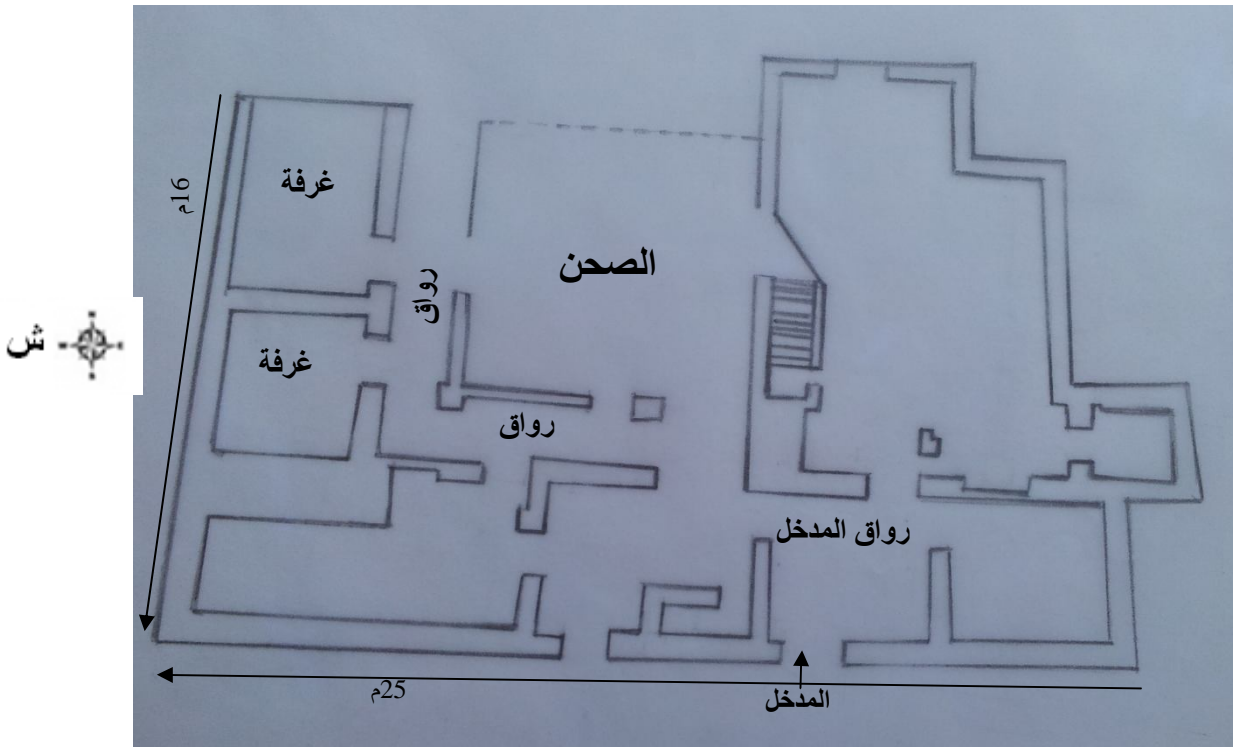 غرفة
16م
رواق
الصحن
ش
غرفة
رواق
رواق المدخل
25م
المدخل